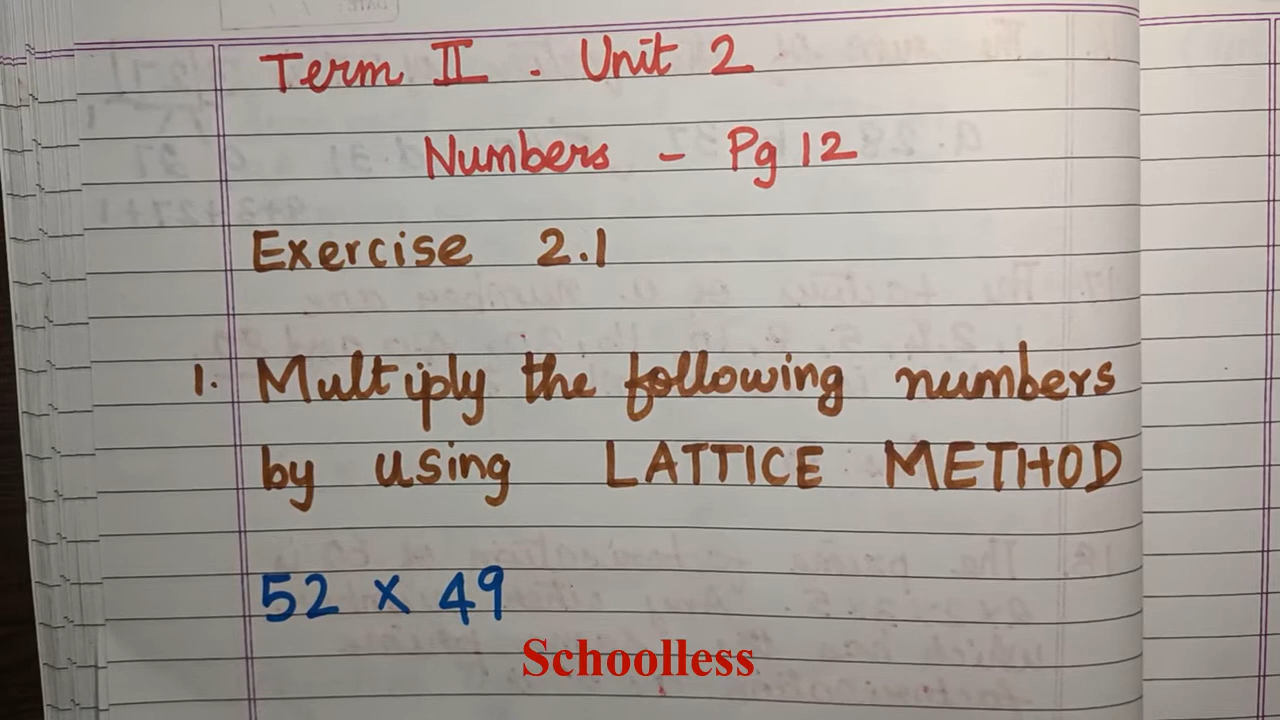 Term II . Unit 2
Numbers - Pg 12
Exercise 2.1
1. Multiply the following numbers
by using LATTICE METHOD
52 x 49
Schoolless